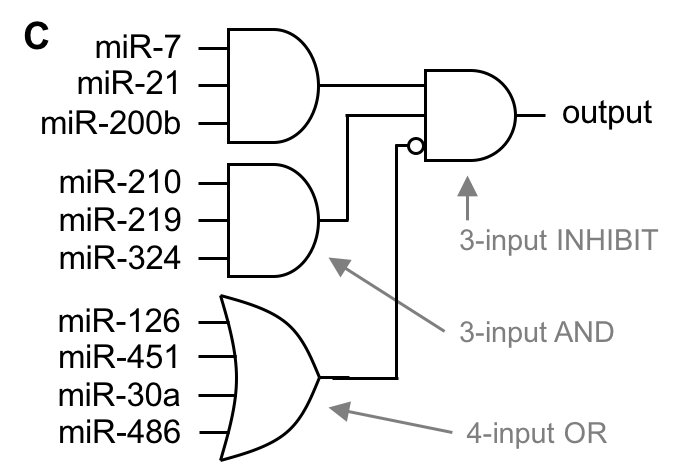 C
miR-7
miR-21
miR-200b
output
miR-210
miR-219
miR-324
3-input INHIBIT
miR-126
miR-451
miR-30a
miR-486
3-input AND
4-input OR